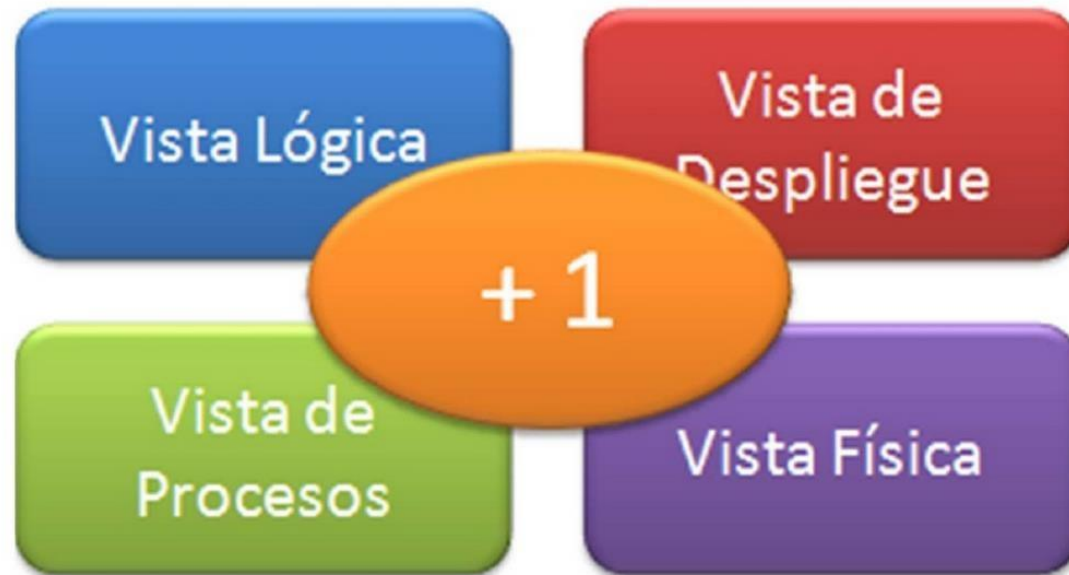 Vista Lógica
Vista de
Despliegue
+ 1
Vista de
Procesos
Vista Física